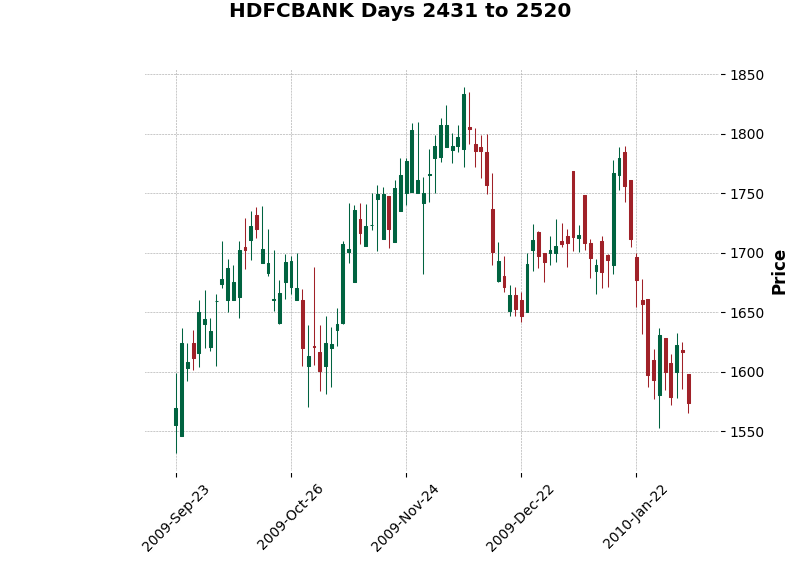 HDFCBANK Days 2431 to 2520
1850
1800
1750
1700
1650
1600
1550
Price
2009-Sep-23
2009-Oct-26
2009-Nov-24
2009-Dec-22
2010-Jan-22